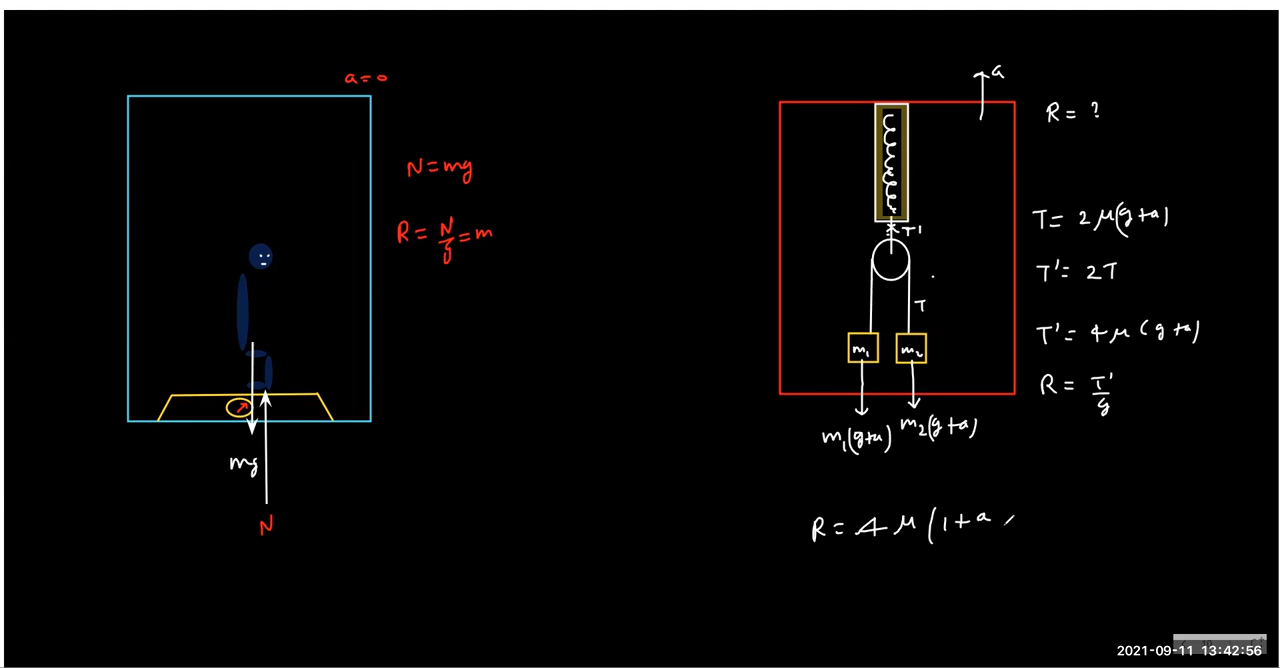 a = 0
N = mg
R = N/g = m
mg
N
a
R = ?
T'
T
m₁
m₂
m₁(g+a)
m₂(g+a)
T = 2μ(g+a)
T' = 2T
T' = 4μ(g+a)
R = T'/g
R = 4μ(1+a
2021-09-11 13:42:56